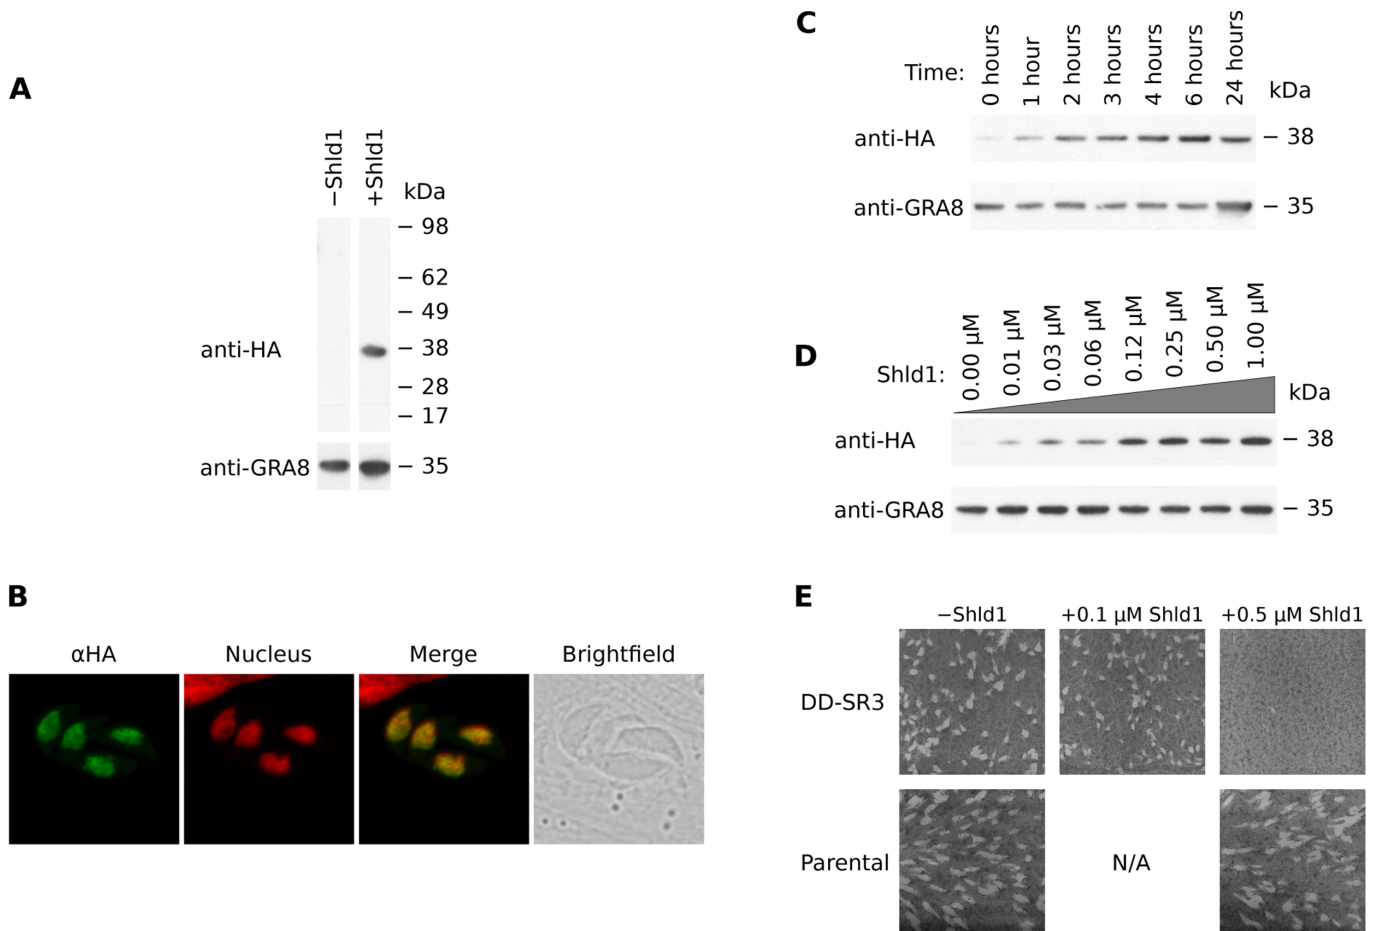 A
−Shld1
+Shld1
kDa
− 98
− 62
− 49
anti-HA
− 38
− 28
− 17
anti-GRA8
− 35
B
αHA
Nucleus
Merge
Brightfield
C
Time:
0 hours
1 hour
2 hours
3 hours
4 hours
6 hours
24 hours
kDa
anti-HA
− 38
anti-GRA8
− 35
D
Shld1:
0.00 μM
0.01 μM
0.03 μM
0.06 μM
0.12 μM
0.25 μM
0.50 μM
1.00 μM
kDa
anti-HA
− 38
anti-GRA8
− 35
E
−Shld1
+0.1 μM Shld1
+0.5 μM Shld1
DD-SR3
Parental
N/A